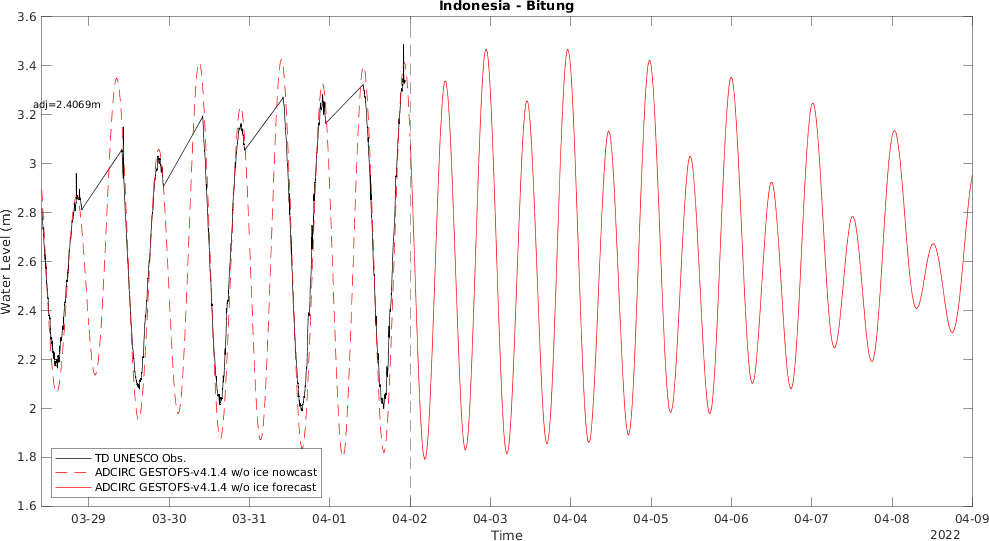 Indonesia - Bitung
3.6
3.4
adj=2.4069m
3.2
3
2.8
2.6
2.4
2.2
2
1.8
1.6
Water Level (m)
TD UNESCO Obs.
ADCIRC GESTOFS-v4.1.4 w/o ice nowcast
ADCIRC GESTOFS-v4.1.4 w/o ice forecast
03-29 03-30 03-31 04-01 04-02 04-03 04-04 04-05 04-06 04-07 04-08 04-09
Time
2022